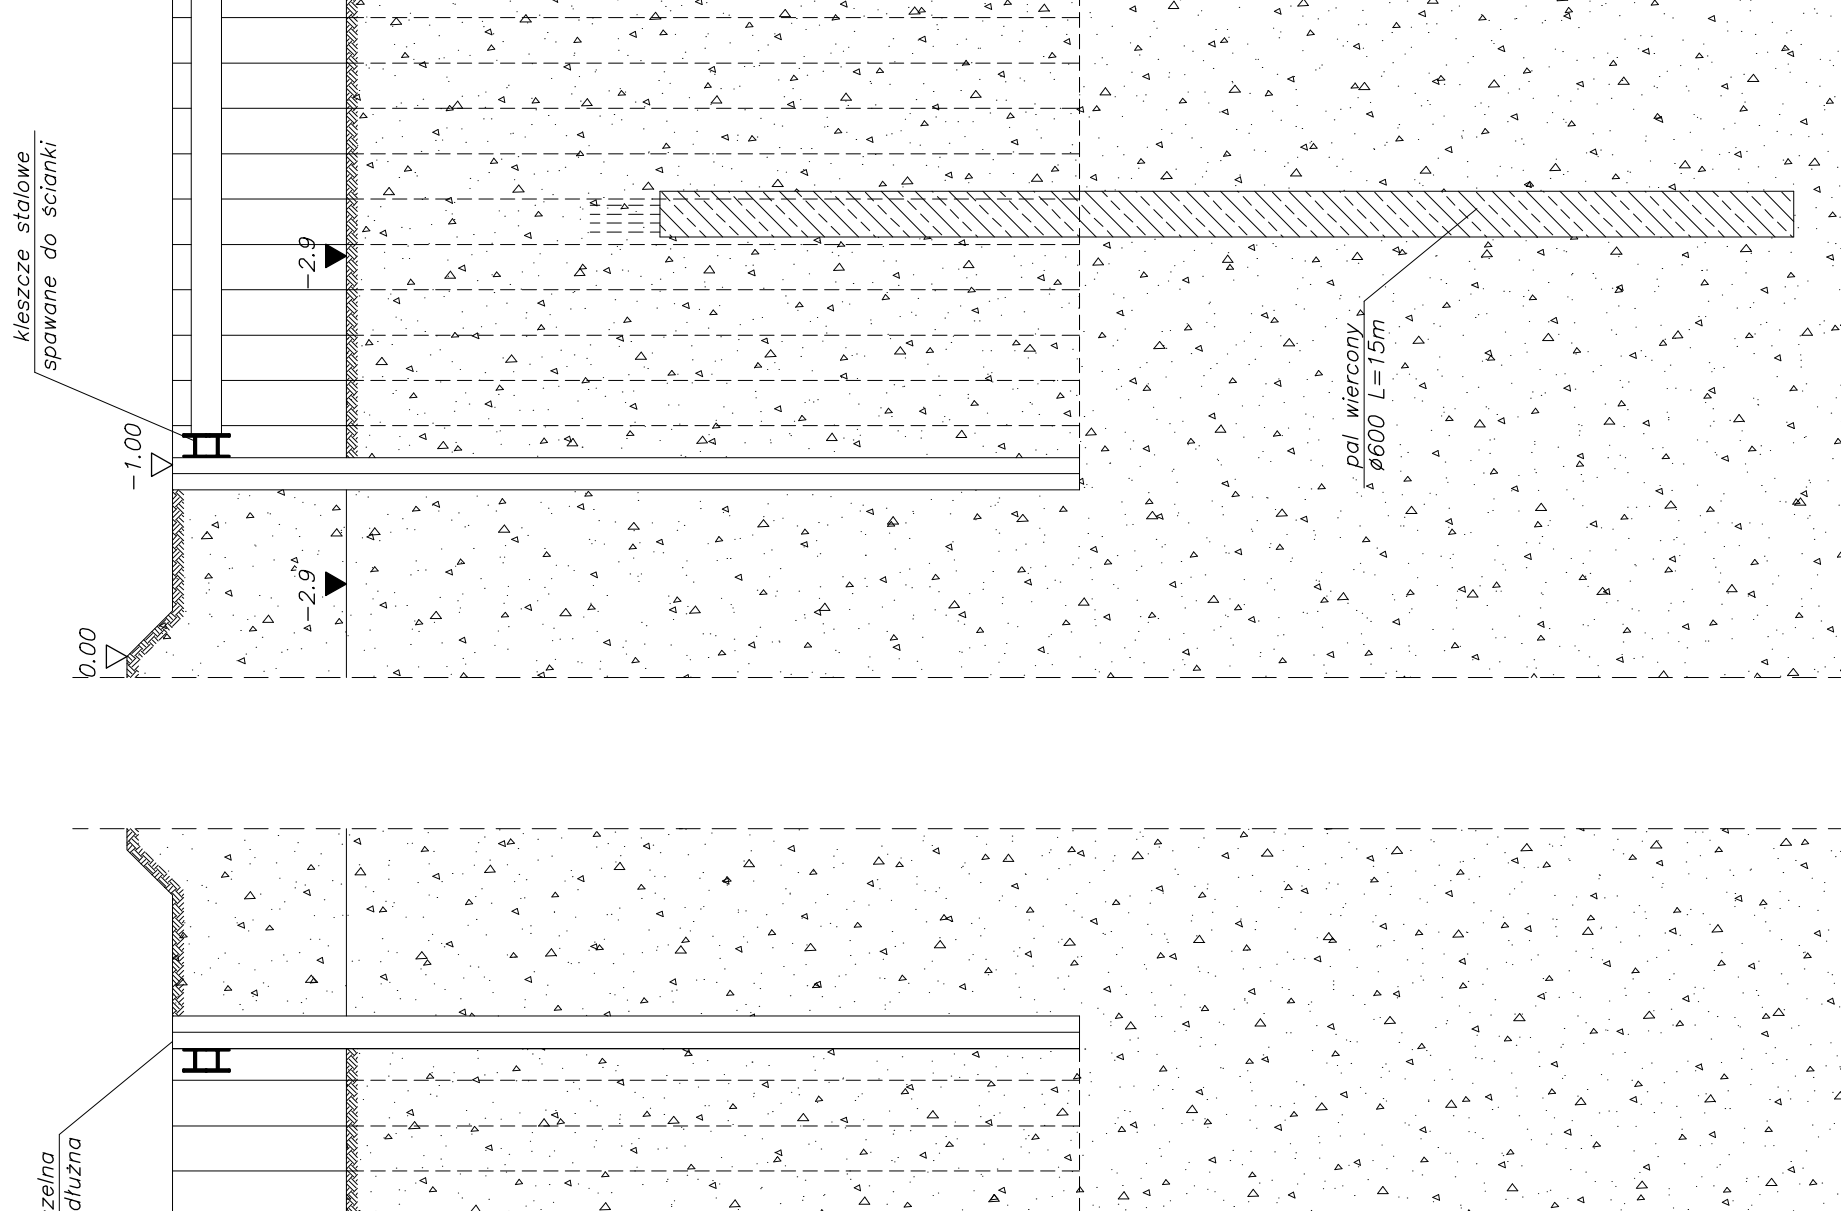 kleszcze stalowe
spawane do ścianki
-2.9
-1.00
-2.9
0.00
pal wiercony
ø600 L=15m
zelna
dłużna